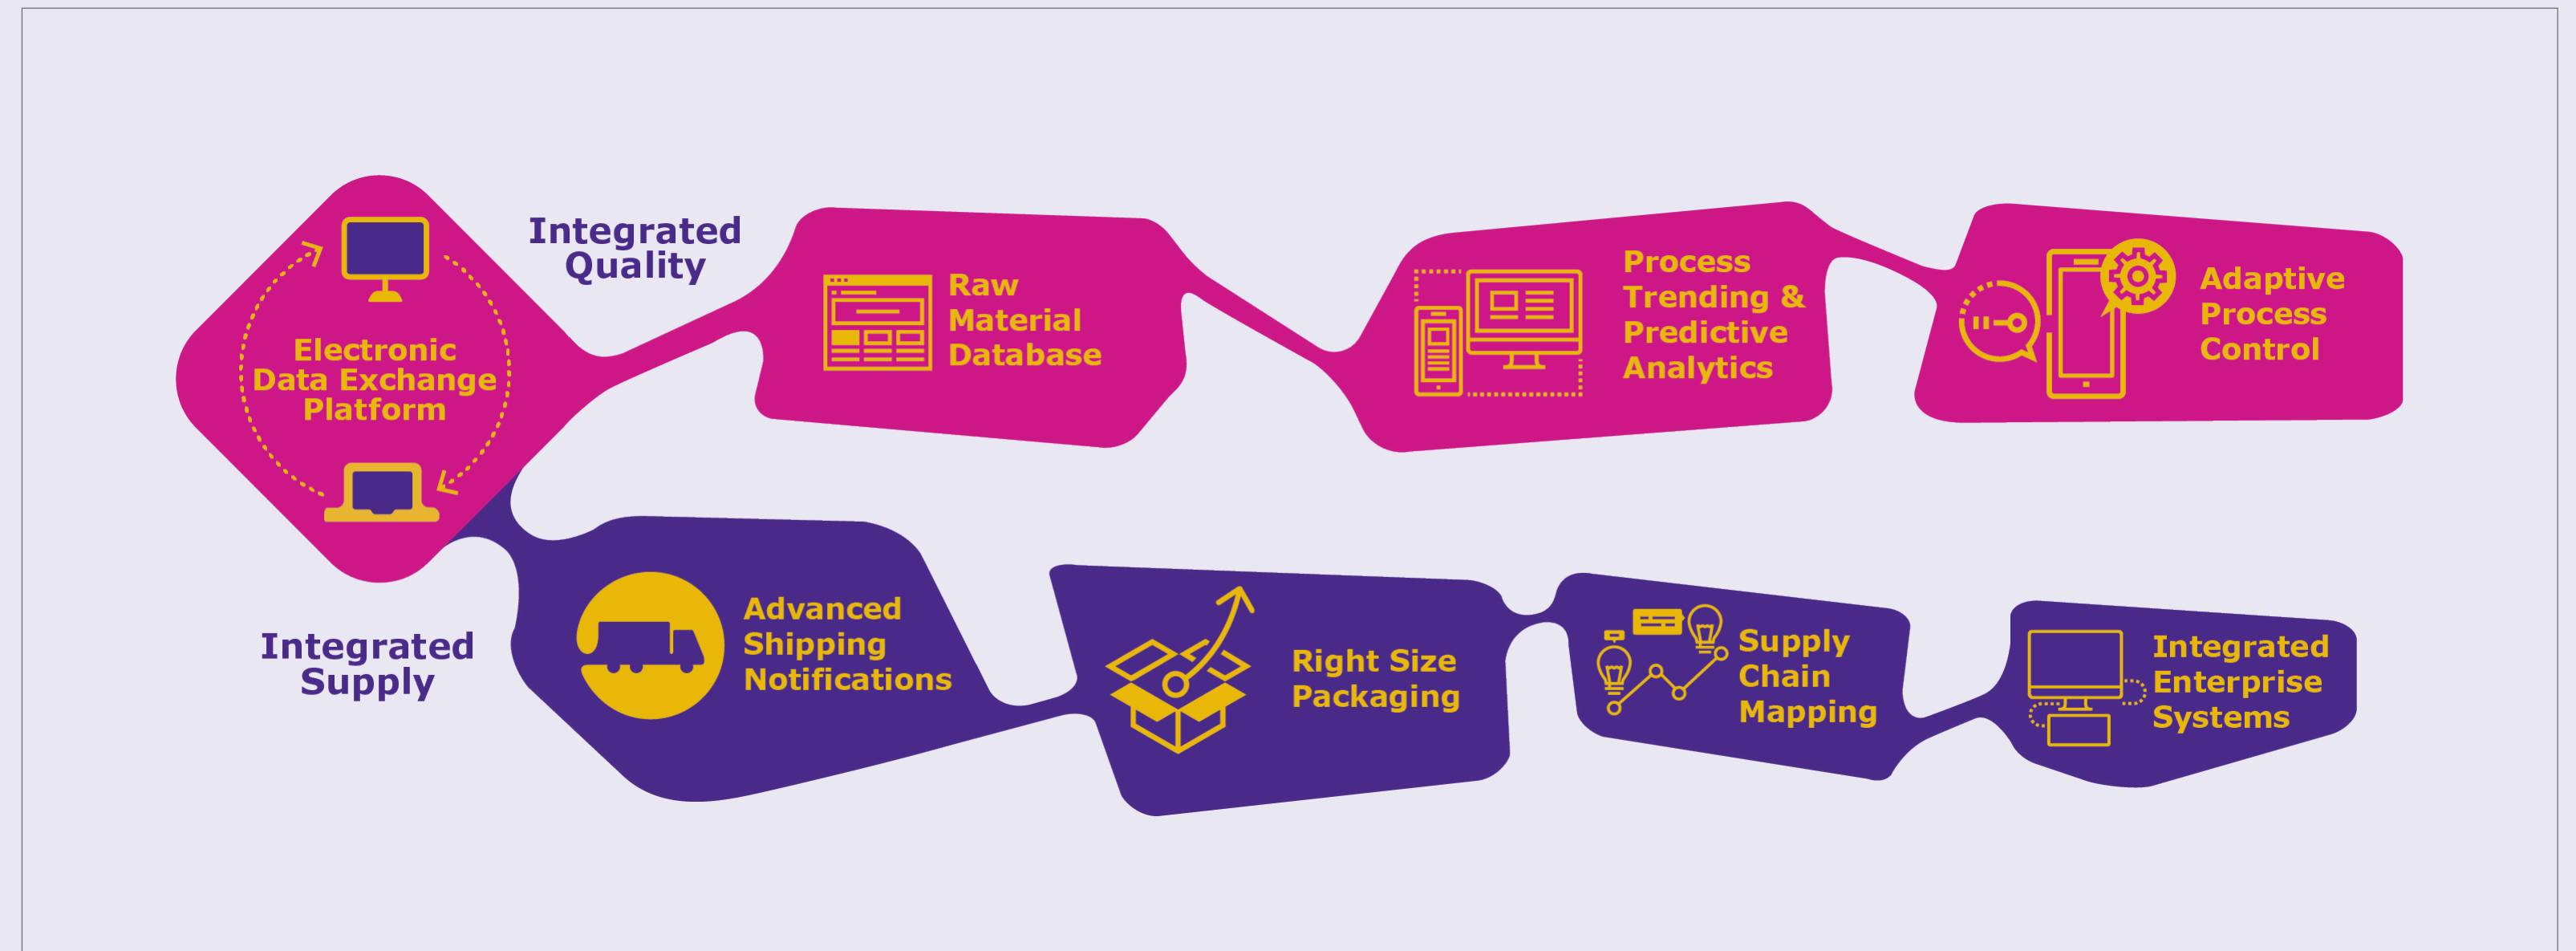 Integrated
Quality
Electronic
Data Exchange
Platform
Raw
Material
Database
Process
Trending &
Predictive
Analytics
Adaptive
Process
Control
Integrated
Supply
Advanced
Shipping
Notifications
Right Size
Packaging
Supply
Chain
Mapping
Integrated
Enterprise
Systems